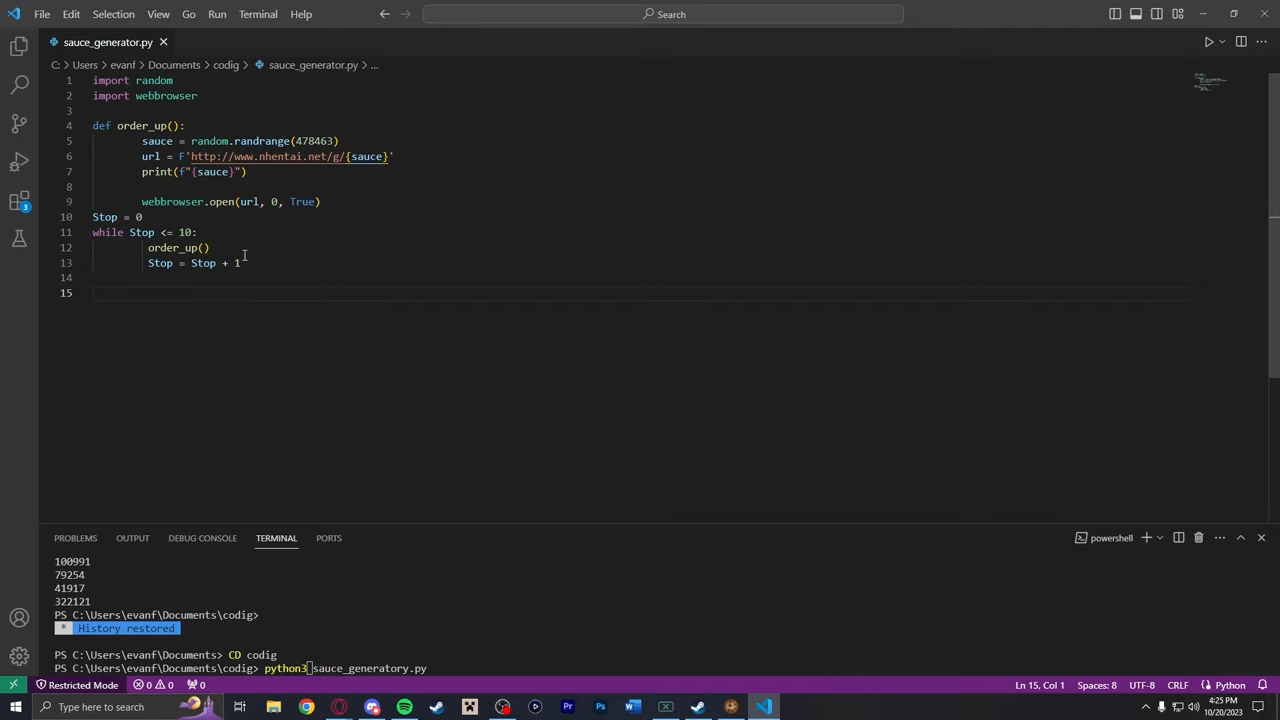 File Edit Selection View Go Run Terminal Help Search
sauce_generator.py
C: > Users > evanf > Documents > codig > sauce_generator.py > ...
1 import random
2 import webbrowser
3
4 def order_up():
5 sauce = random.randrange(478463)
6 url = F'http://www.nhentai.net/g/{sauce}'
7 print(f"{sauce}")
8
9 webbrowser.open(url, 0, True)
10 Stop = 0
11 while Stop <= 10:
12 order_up()
13 Stop = Stop + 1
14
15
PROBLEMS OUTPUT DEBUG CONSOLE TERMINAL PORTS powershell
100991
79254
41917
322121
PS C:\Users\evanf\Documents\codig>
* History restored
PS C:\Users\evanf\Documents> CD codig
PS C:\Users\evanf\Documents\codig> python3 sauce_generatory.py
3
Restricted Mode 0 0 0 Ln 15, Col 1 Spaces: 8 UTF-8 CRLF Python
Type here to search W Pr Ps 4:25 PM
10/20/2023